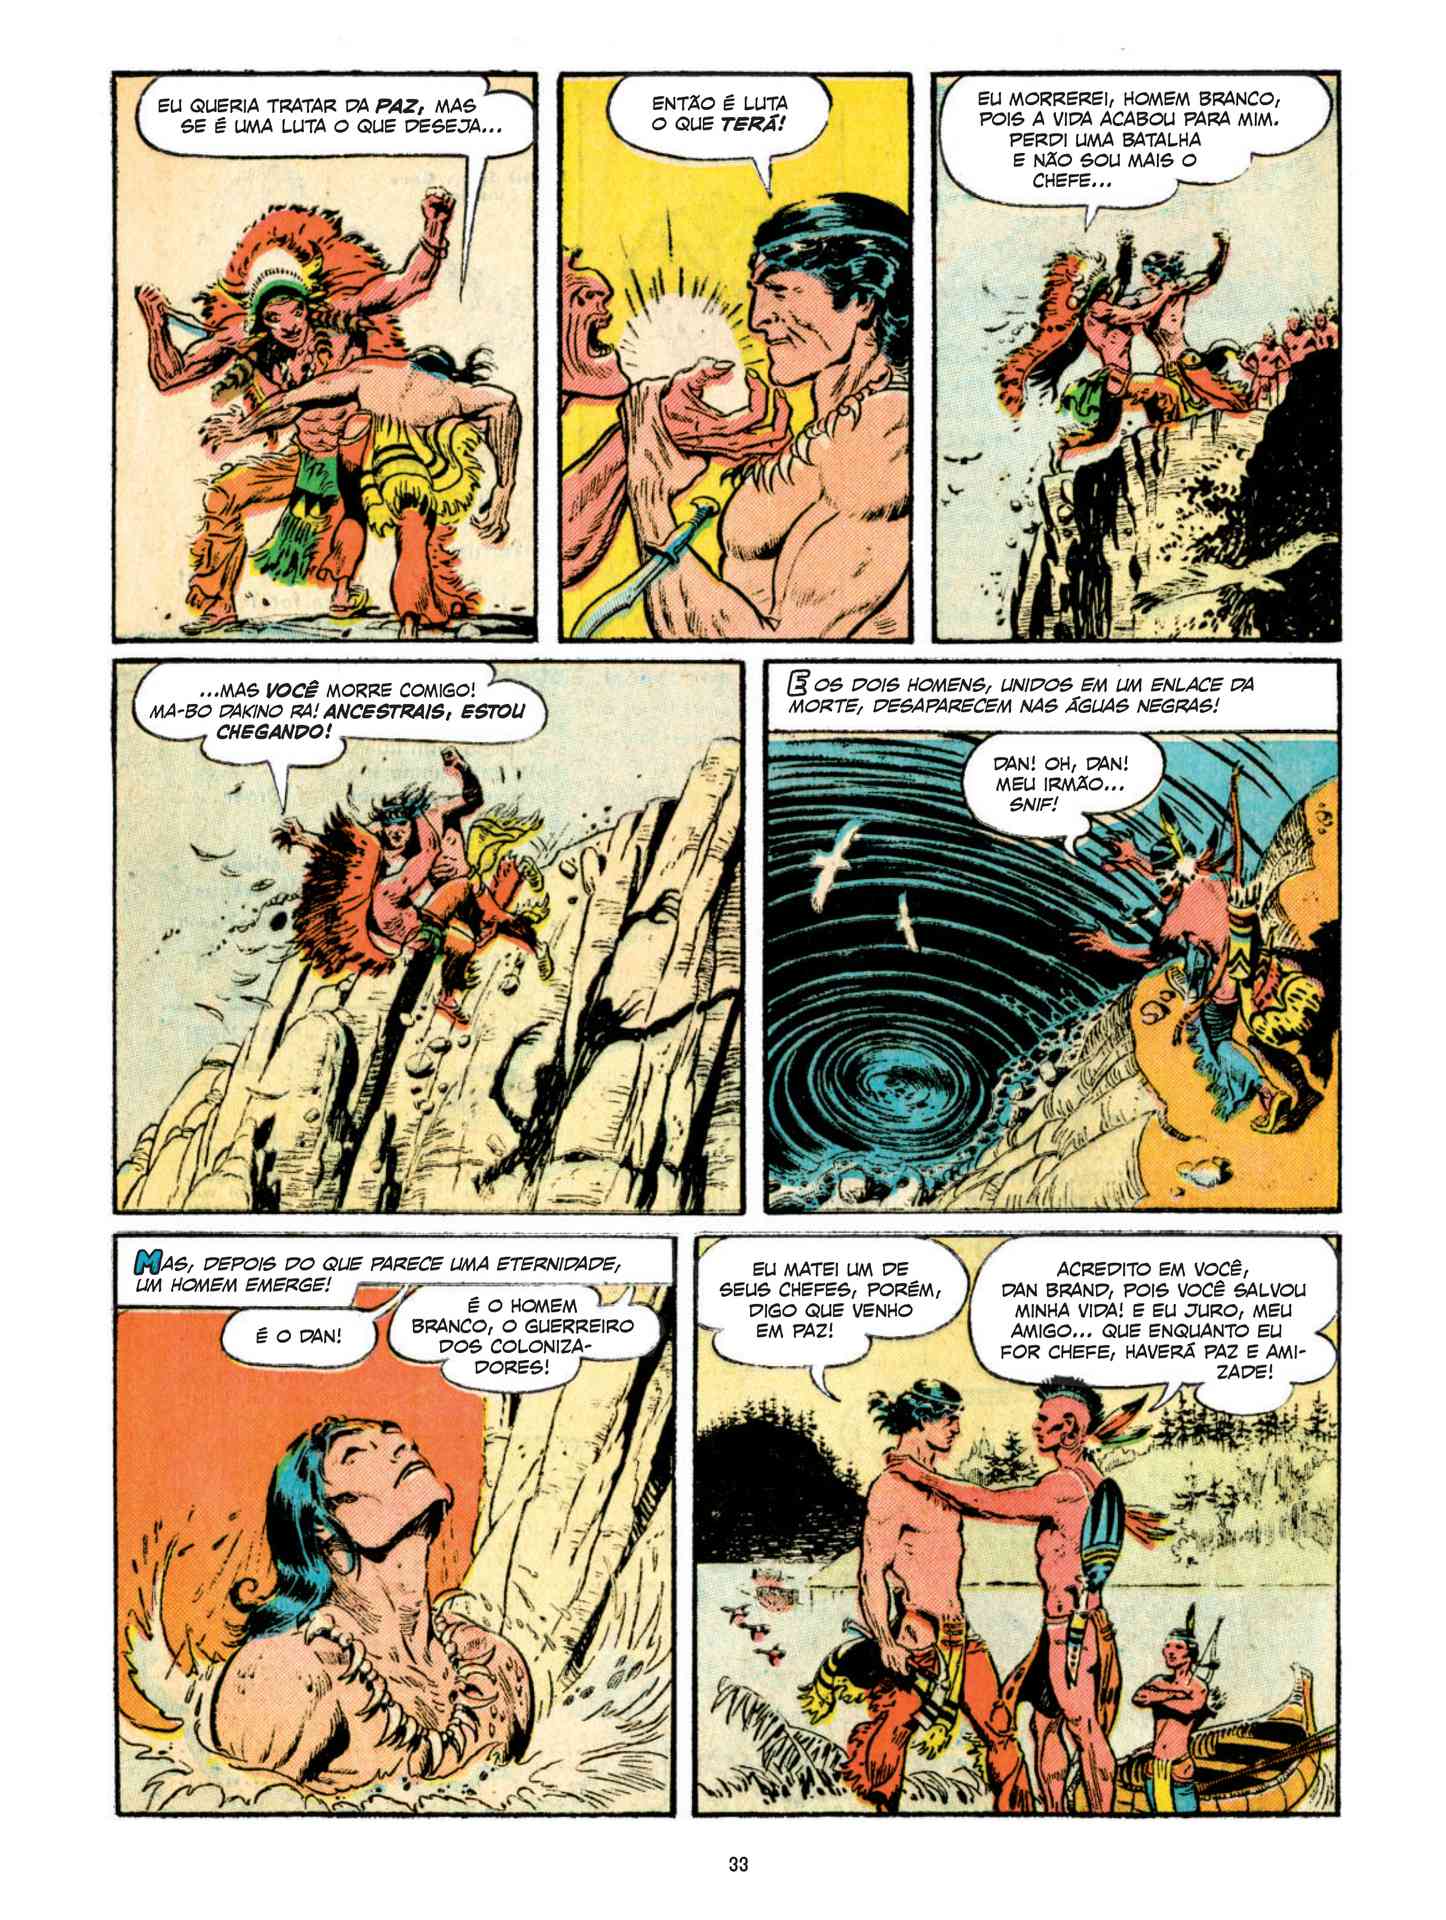 EU QUERIA TRATAR DA PAZ, MAS
SE É UMA LUTA O QUE DESEJA...
ENTÃO É LUTA
O QUE TERÁ!
EU MORREREI, HOMEM BRANCO,
POIS A VIDA ACABOU PARA MIM.
PERDI UMA BATALHA
E NÃO SOU MAIS O
CHEFE...
...MAS VOCÊ MORRE COMIGO!
MA-BO DAKINO RA! ANCESTRAIS, ESTOU
CHEGANDO!
E OS DOIS HOMENS, UNIDOS EM UM ENLACE DA
MORTE, DESAPARECEM NAS ÁGUAS NEGRAS!
DAN! OH, DAN!
MEU IRMÃO...
SNIF!
MAS, DEPOIS DO QUE PARECE UMA ETERNIDADE,
UM HOMEM EMERGE!
É O DAN!
É O HOMEM
BRANCO, O GUERREIRO
DOS COLONIZA-
DORES!
EU MATEI UM DE
SEUS CHEFES, PORÉM,
DIGO QUE VENHO
EM PAZ!
ACREDITO EM VOCÊ,
DAN BRAND, POIS VOCÊ SALVOU
MINHA VIDA! E EU JURO, MEU
AMIGO... QUE ENQUANTO EU
FOR CHEFE, HAVERÁ PAZ E AMI-
ZADE!
33